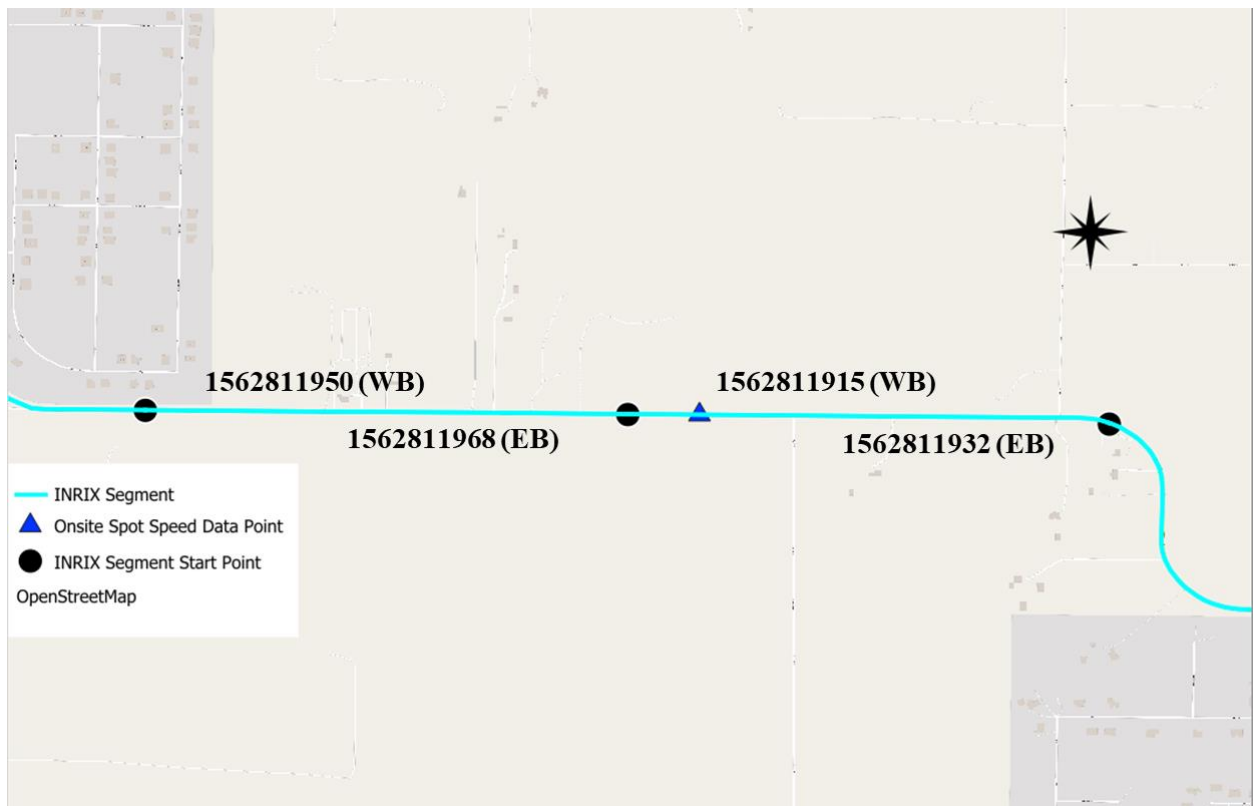 1562811950 (WB)
1562811915 (WB)
1562811968 (EB)
1562811932 (EB)
INRIX Segment
Onsite Spot Speed Data Point
INRIX Segment Start Point
OpenStreetMap